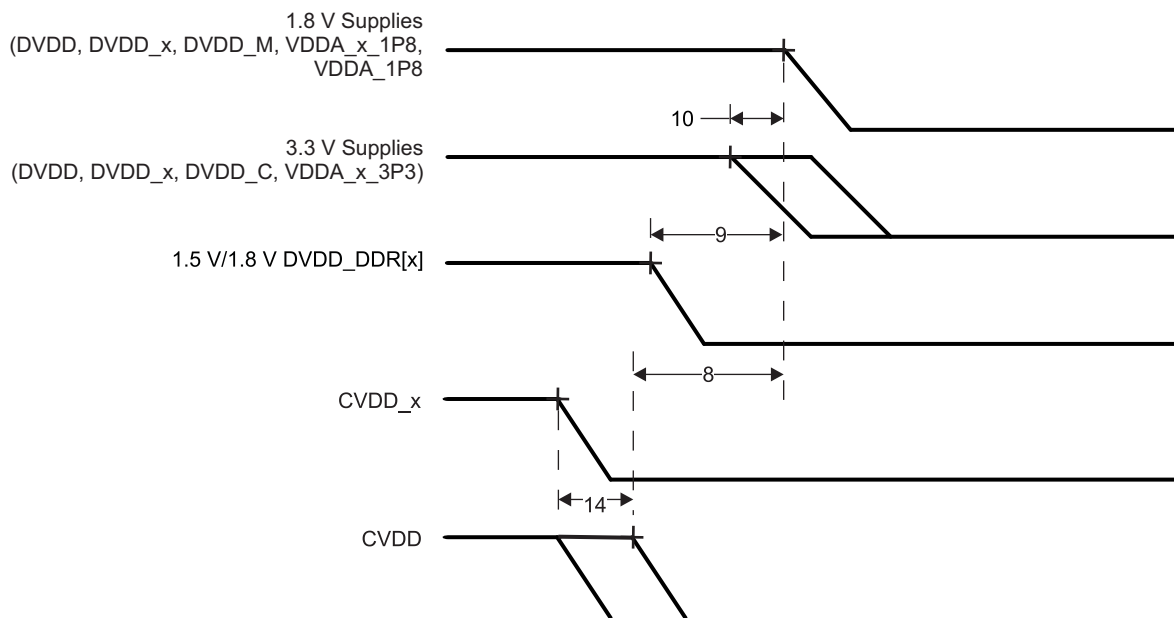 1.8 V Supplies
(DVDD, DVDD_x, DVDD_M, VDDA_x_1P8,
VDDA_1P8
10
3.3 V Supplies
(DVDD, DVDD_x, DVDD_C, VDDA_x_3P3)
9
1.5 V/1.8 V DVDD_DDR[x]
8
CVDD_x
14
CVDD